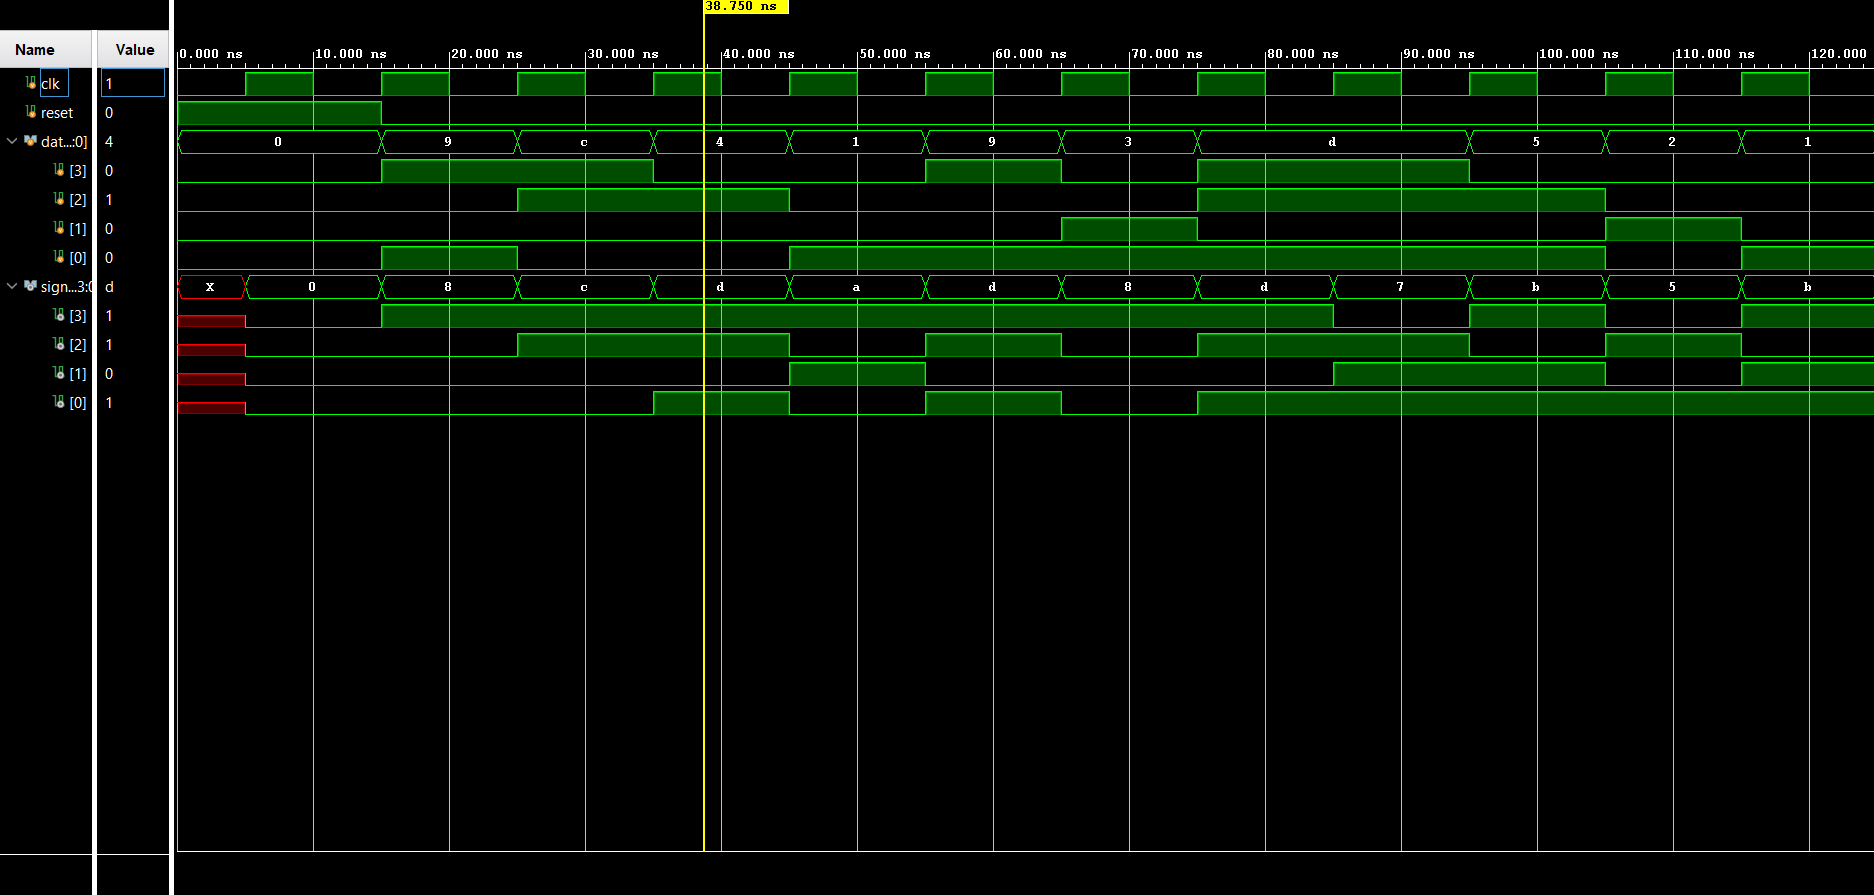 38.750 ns
Name Value
0.000 ns 10.000 ns 20.000 ns 30.000 ns 40.000 ns 50.000 ns 60.000 ns 70.000 ns 80.000 ns 90.000 ns 100.000 ns 110.000 ns 120.000
clk 1
reset 0
dat...:0] 4 0 9 c 4 1 9 3 d 5 2 1
[3] 0
[2] 1
[1] 0
[0] 0
sign...3:0 d X 0 8 c d a d 8 d 7 b 5 b
[3] 1
[2] 1
[1] 0
[0] 1